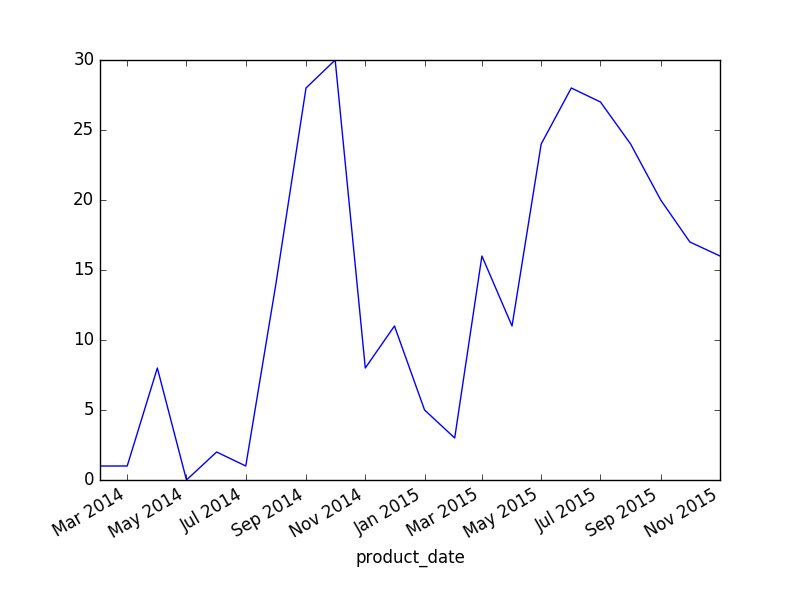 30
25
20
15
10
5
0
Mar 2014
May 2014
Jul 2014
Sep 2014
Nov 2014
Jan 2015
Mar 2015
May 2015
Jul 2015
Sep 2015
Nov 2015
product_date